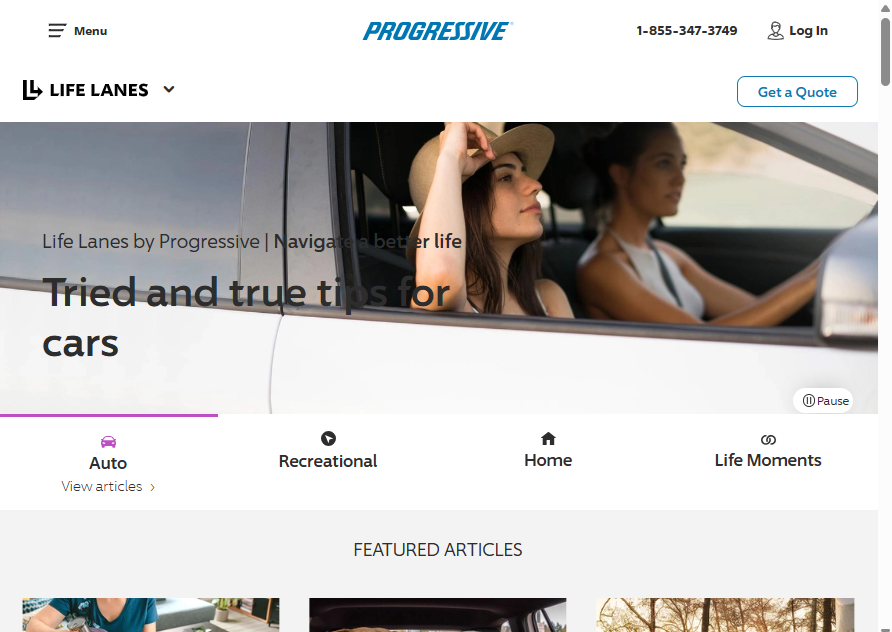 Menu
PROGRESSIVE
1-855-347-3749
Log In
LIFE LANES
Get a Quote
Life Lanes by Progressive | Navigate a better life
Tried and true tips for
cars
Pause
Auto
View articles
Recreational
Home
Life Moments
FEATURED ARTICLES